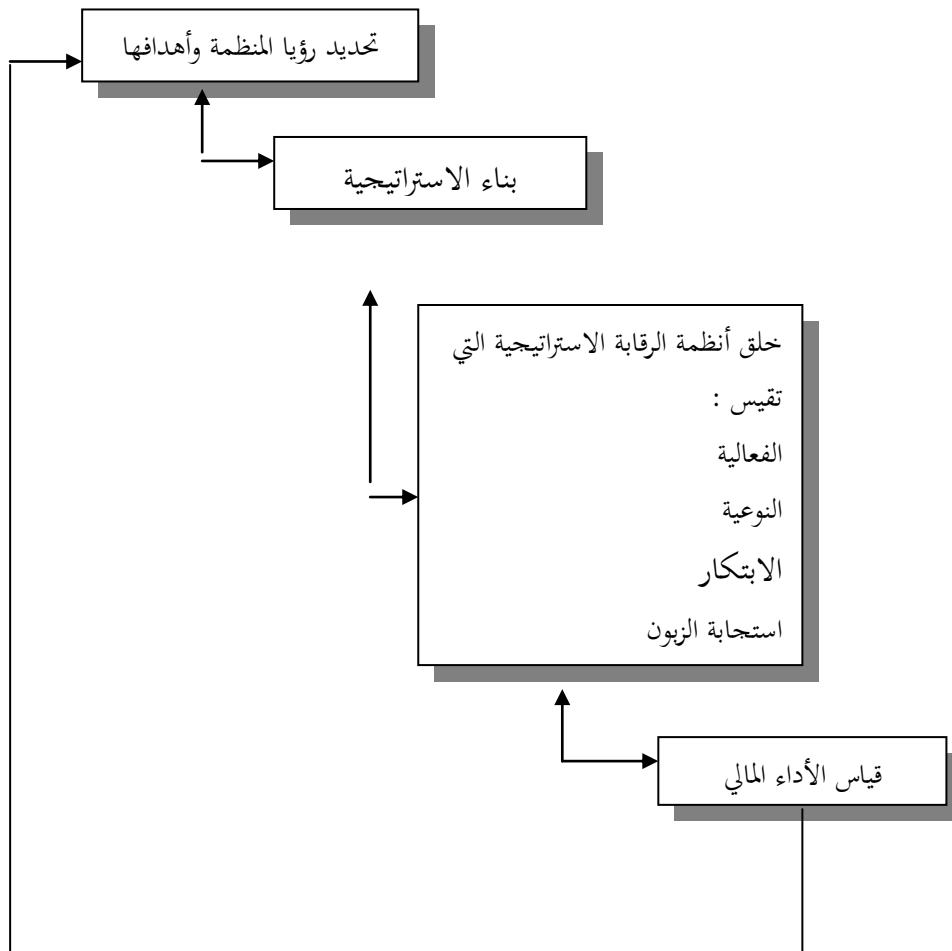 تحديد رؤيا المنظمة وأهدافها
بناء الاستراتيجية
خلق أنظمة الرقابة الاستراتيجية التي
تقيس :
الفعالية
النوعية
الابتكار
استجابة الزبون
قياس الأداء المالي